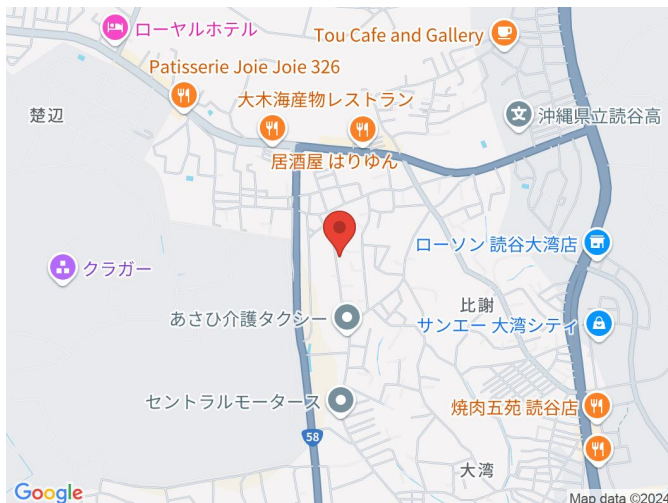 ローヤルホテル
Tou Cafe and Gallery
Patisserie Joie Joie 326
大木海産物レストラン
楚辺
沖縄県立読谷高
居酒屋 はりゆん
ローソン 読谷大湾店
クラガー
比謝
あさひ介護タクシー
サンエー 大湾シティ
セントラルモータース
焼肉五苑 読谷店
58
大湾
Google
Map data ©2024